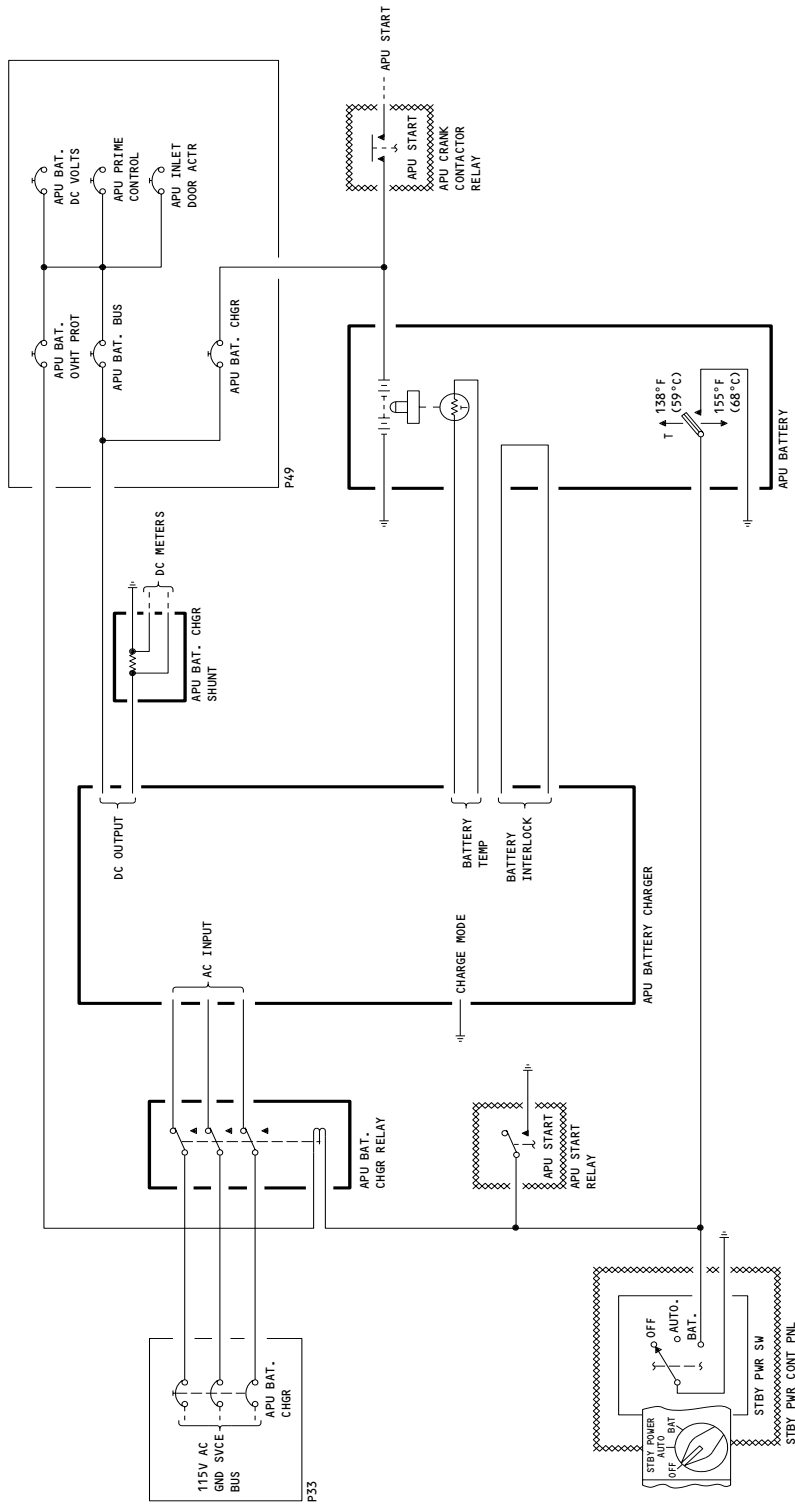 115V AC
GND SVCE
BUS
APU BAT.
CHGR
P33
STBY POWER
OFF
AUTO
BAT
OFF
AUTO.
BAT.
STBY PWR SW
STBY PWR CONT PNL
APU BAT.
CHGR RELAY
APU START
APU START
RELAY
AC INPUT
CHARGE MODE
DC OUTPUT
BATTERY
TEMP
BATTERY
INTERLOCK
APU BATTERY CHARGER
DC METERS
APU BAT. CHGR
SHUNT
APU BAT.
OVHT PROT
APU BAT. BUS
APU BAT. CHGR
APU BAT.
DC VOLTS
APU PRIME
CONTROL
APU INLET
DOOR ACTR
P49
T
138°F
(59°C)
155°F
(68°C)
APU BATTERY
APU START
APU CRANK
CONTACTOR
RELAY
APU START